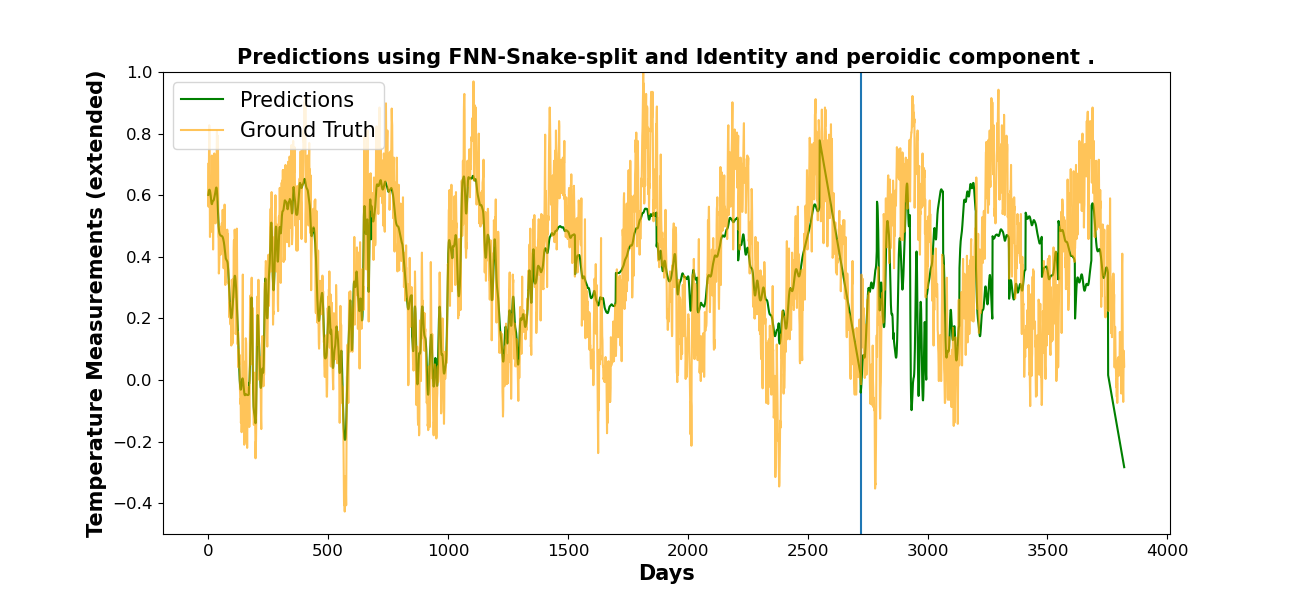 Predictions using FNN-Snake-split and Identity and peroidic component .
Temperature Measurements (extended)
1.0
0.8
0.6
0.4
0.2
0.0
−0.2
−0.4
Predictions
Ground Truth
0 500 1000 1500 2000 2500 3000 3500 4000
Days